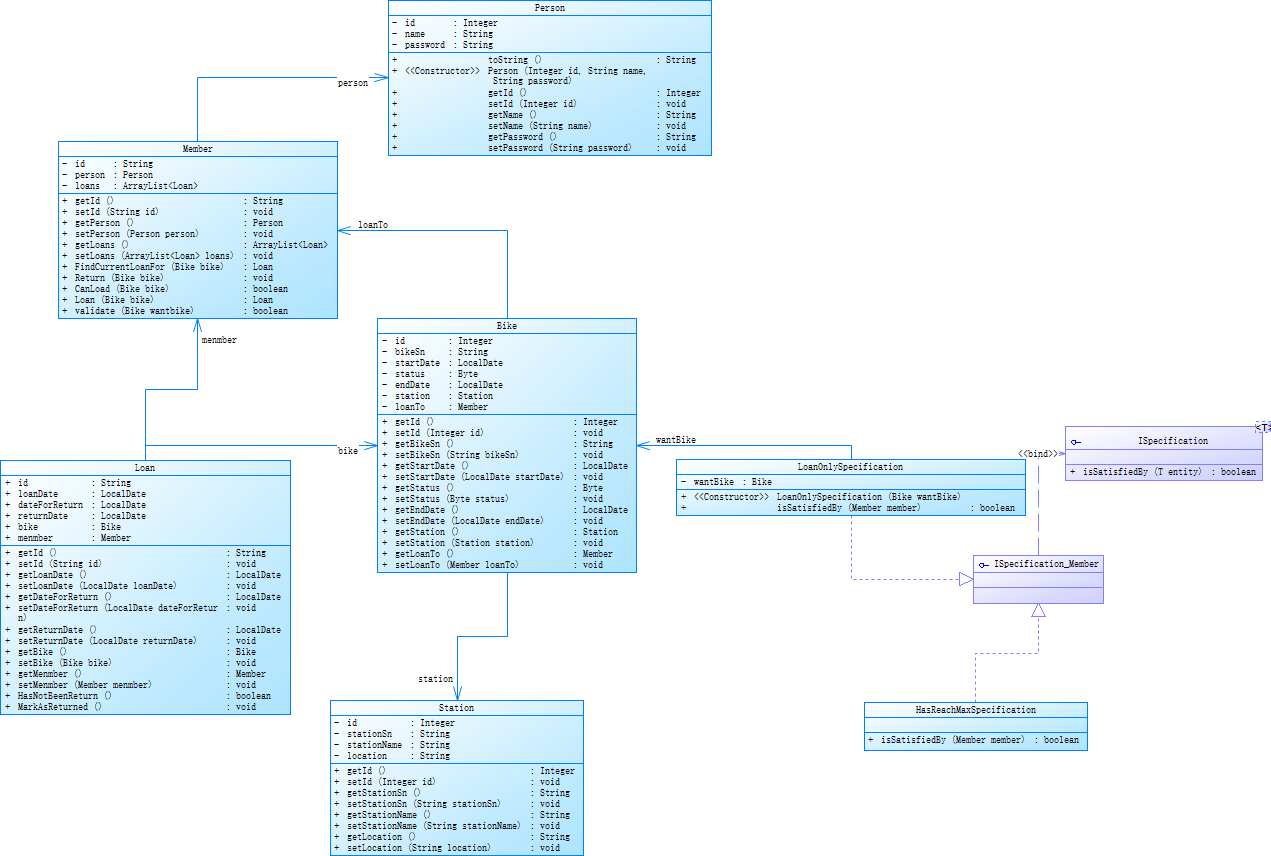 Person
- id : Integer
- name : String
- password : String
+ toString () : String
+ <<Constructor>> Person (Integer id, String name,
String password)
+ getId () : Integer
+ setId (Integer id) : void
+ getName () : String
+ setName (String name) : void
+ getPassword () : String
+ setPassword (String password) : void
person
Member
- id : String
- person : Person
- loans : ArrayList<Loan>
+ getId () : String
+ setId (String id) : void
+ getPerson () : Person
+ setPerson (Person person) : void
+ getLoans () : ArrayList<Loan>
+ setLoans (ArrayList<Loan> loans) : void
+ FindCurrentLoanFor (Bike bike) : Loan
+ Return (Bike bike) : void
+ CanLoad (Bike bike) : boolean
+ Loan (Bike bike) : Loan
+ validate (Bike wantbike) : boolean
loanTo
menmber
Bike
- id : Integer
- bikeSn : String
- startDate : LocalDate
- status : Byte
- endDate : LocalDate
- station : Station
- loanTo : Member
+ getId () : Integer
+ setId (Integer id) : void
+ getBikeSn () : String
+ setBikeSn (String bikeSn) : void
+ getStartDate () : LocalDate
+ setStartDate (LocalDate startDate) : void
+ getStatus () : Byte
+ setStatus (Byte status) : void
+ getEndDate () : LocalDate
+ setEndDate (LocalDate endDate) : void
+ getStation () : Station
+ setStation (Station station) : void
+ getLoanTo () : Member
+ setLoanTo (Member loanTo) : void
bike
wantBike
Loan
+ id : String
+ loanDate : LocalDate
+ dateForReturn : LocalDate
+ returnDate : LocalDate
+ bike : Bike
+ menmber : Member
+ getId () : String
+ setId (String id) : void
+ getLoanDate () : LocalDate
+ setLoanDate (LocalDate loanDate) : void
+ getDateForReturn () : LocalDate
+ setDateForReturn (LocalDate dateForRetur : void
n)
+ getReturnDate () : LocalDate
+ setReturnDate (LocalDate returnDate) : void
+ getBike () : Bike
+ setBike (Bike bike) : void
+ getMenmber () : Member
+ setMenmber (Member menmber) : void
+ HasNotBeenReturn () : boolean
+ MarkAsReturned () : void
LoanOnlySpecification
- wantBike : Bike
+ <<Constructor>> LoanOnlySpecification (Bike wantBike)
+ isSatisfiedBy (Member member) : boolean
<T>
ISpecification
+ isSatisfiedBy (T entity) : boolean
<<bind>>
ISpecification_Member
HasReachMaxSpecification
+ isSatisfiedBy (Member member) : boolean
station
Station
- id : Integer
- stationSn : String
- stationName : String
- location : String
+ getId () : Integer
+ setId (Integer id) : void
+ getStationSn () : String
+ setStationSn (String stationSn) : void
+ getStationName () : String
+ setStationName (String stationName) : void
+ getLocation () : String
+ setLocation (String location) : void